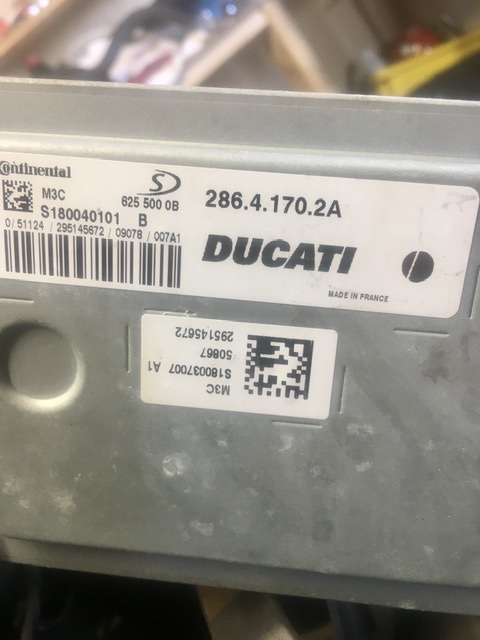 Continental
M3C
625 500 0B
S180040101 B
0/51124 / 295145672 / 0907B / 007A1
286.4.170.2A
DUCATI
MADE IN FRANCE
M3C
S180037007 A1
50867
295145672